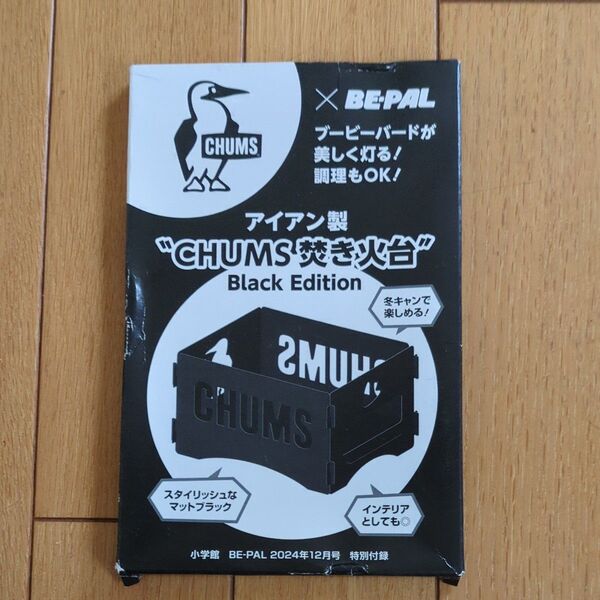 CHUMS
× BE-PAL
ブービーバードが
美しく灯る!
調理もOK!
アイアン製
"CHUMS 焚き火台"
Black Edition
冬キャンで
楽しめる!
CHUMS
CHUMS
スタイリッシュな
マットブラック
インテリア
としても◎
小学館 BE-PAL 2024年12月号 特別付録